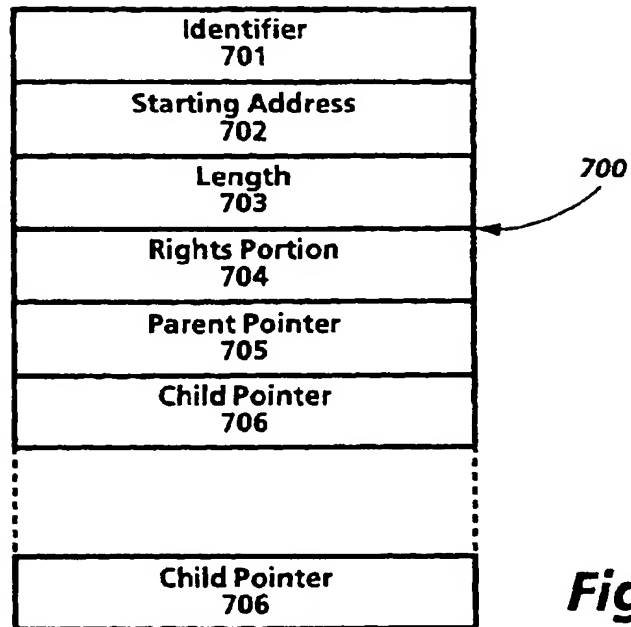 Identifier
701
Starting Address
702
Length
703
700
Rights Portion
704
Parent Pointer
705
Child Pointer
706
Child Pointer
706
Fig